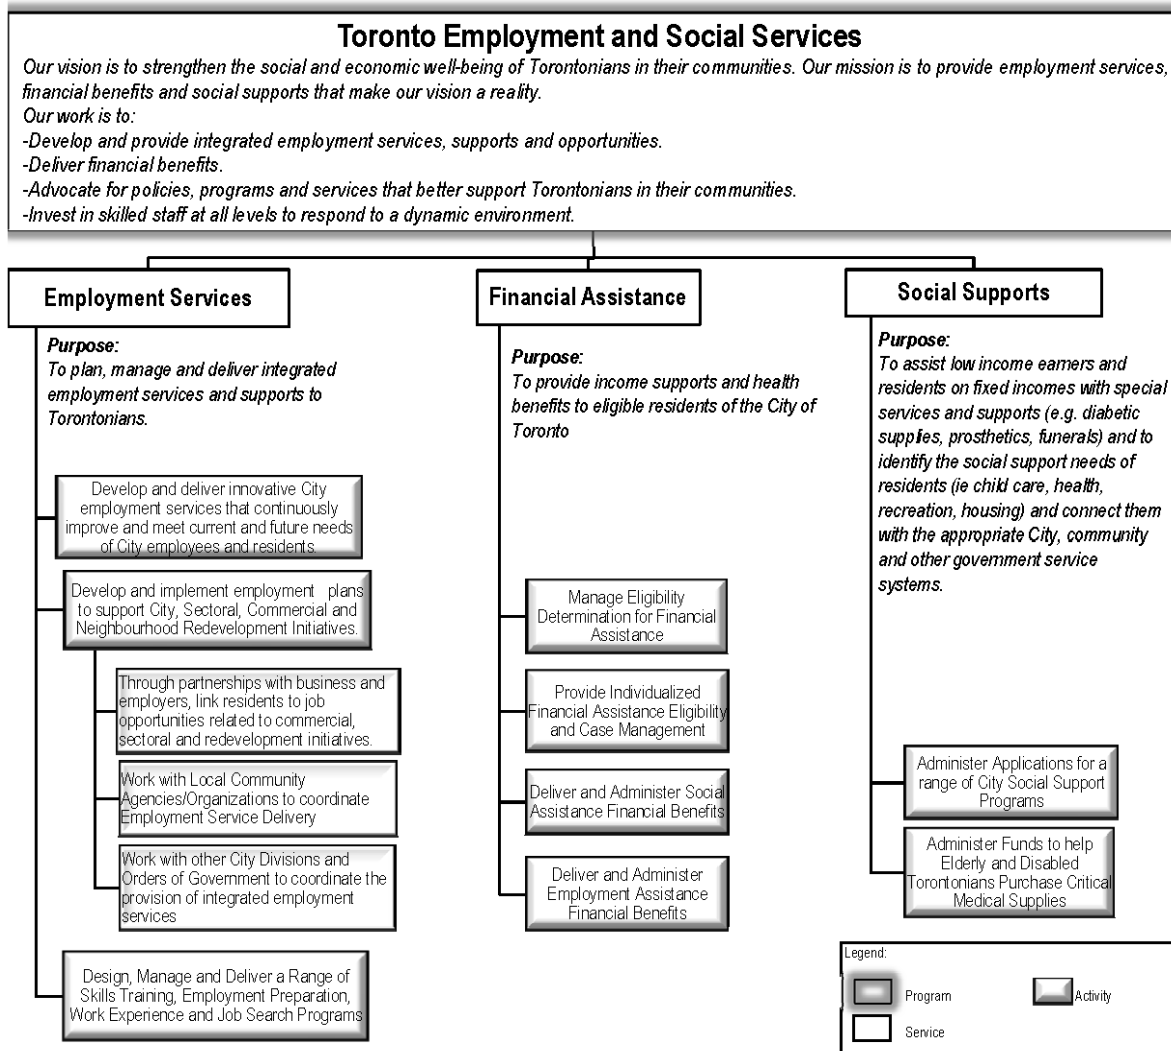 Toronto Employment and Social Services
Our vision is to strengthen the social and economic well-being of Torontonians in their communities. Our mission is to provide employment services,
financial benefits and social supports that make our vision a reality.
Our work is to:
-Develop and provide integrated employment services, supports and opportunities.
-Deliver financial benefits.
-Advocate for policies, programs and services that better support Torontonians in their communities.
-Invest in skilled staff at all levels to respond to a dynamic environment.
Employment Services
Purpose:
To plan, manage and deliver integrated
employment services and supports to
Torontonians.
Develop and deliver innovative City
employment services that continuously
improve and meet current and future needs
of City employees and residents.
Develop and implement employment plans
to support City, Sectoral, Commercial and
Neighbourhood Redevelopment Initiatives.
Through partnerships with business and
employers, link residents to job
opportunities related to commercial,
sectoral and redevelopment initiatives.
Work with Local Community
Agencies/Organizations to coordinate
Employment Service Delivery
Work with other City Divisions and
Orders of Government to coordinate the
provision of integrated employment
services
Design, Manage and Deliver a Range of
Skills Training, Employment Preparation,
Work Experience and Job Search Programs
Financial Assistance
Purpose:
To provide income supports and health
benefits to eligible residents of the City of
Toronto
Manage Eligibility
Determination for Financial
Assistance
Provide Individualized
Financial Assistance Eligibility
and Case Management
Deliver and Administer Social
Assistance Financial Benefits
Deliver and Administer
Employment Assistance
Financial Benefits
Social Supports
Purpose:
To assist low income earners and
residents on fixed incomes with special
services and supports (e.g. diabetic
supplies, prosthetics, funerals) and to
identify the social support needs of
residents (ie child care, health,
recreation, housing) and connect them
with the appropriate City, community
and other government service
systems.
Administer Applications for a
range of City Social Support
Programs
Administer Funds to help
Elderly and Disabled
Torontonians Purchase Critical
Medical Supplies
Legend:
Program
Activity
Service